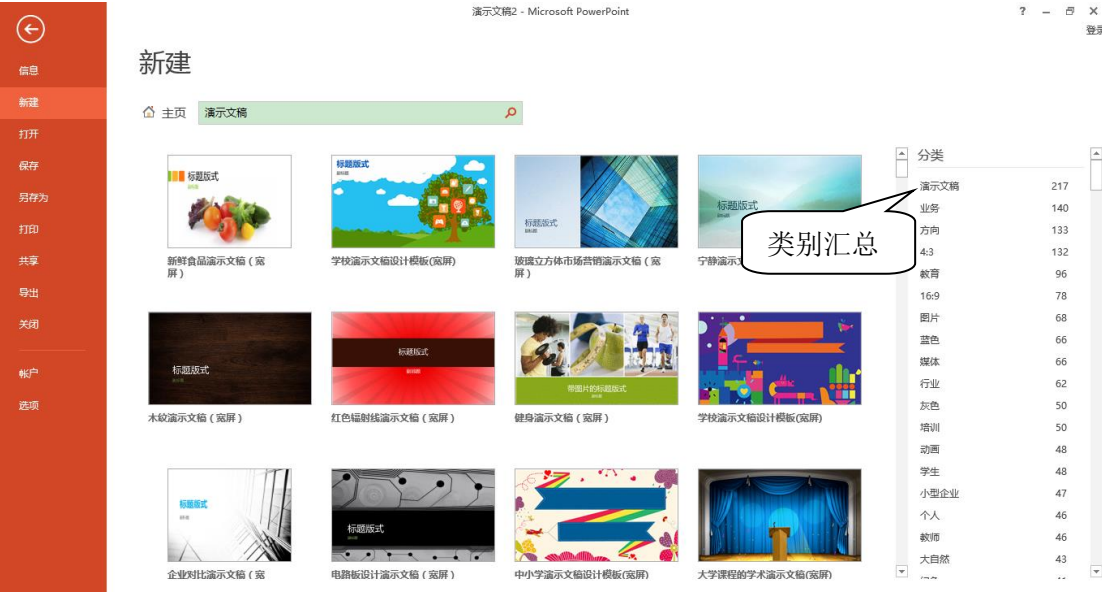 演示文稿2 - Microsoft PowerPoint
?
登录
信息
新建
打开
保存
另存为
打印
共享
导出
关闭
帐户
选项
新建
主页
演示文稿
标题版式
新鲜食品演示文稿 ( 宽
屏 )
标题版式
学校演示文稿设计模板(宽屏)
标题版式
玻璃立方体市场营销演示文稿 ( 宽
屏 )
标题版式
宁静演示文
标题版式
木纹演示文稿 ( 宽屏 )
标题版式
红色辐射线演示文稿 ( 宽屏 )
带图片的标题版式
健身演示文稿 ( 宽屏 )
学校演示文稿设计模板(宽屏)
标题版式
企业对比演示文稿 ( 宽
标题版式
电路板设计演示文稿 ( 宽屏 )
中小学演示文稿设计模板(宽屏)
大学课程的学术演示文稿(宽屏)
类别汇总
分类
演示文稿 217
业务 140
方向 133
4:3 132
教育 96
16:9 78
图片 68
蓝色 66
媒体 66
行业 62
灰色 50
培训 50
动画 48
学生 48
小型企业 47
个人 46
教师 46
大自然 43